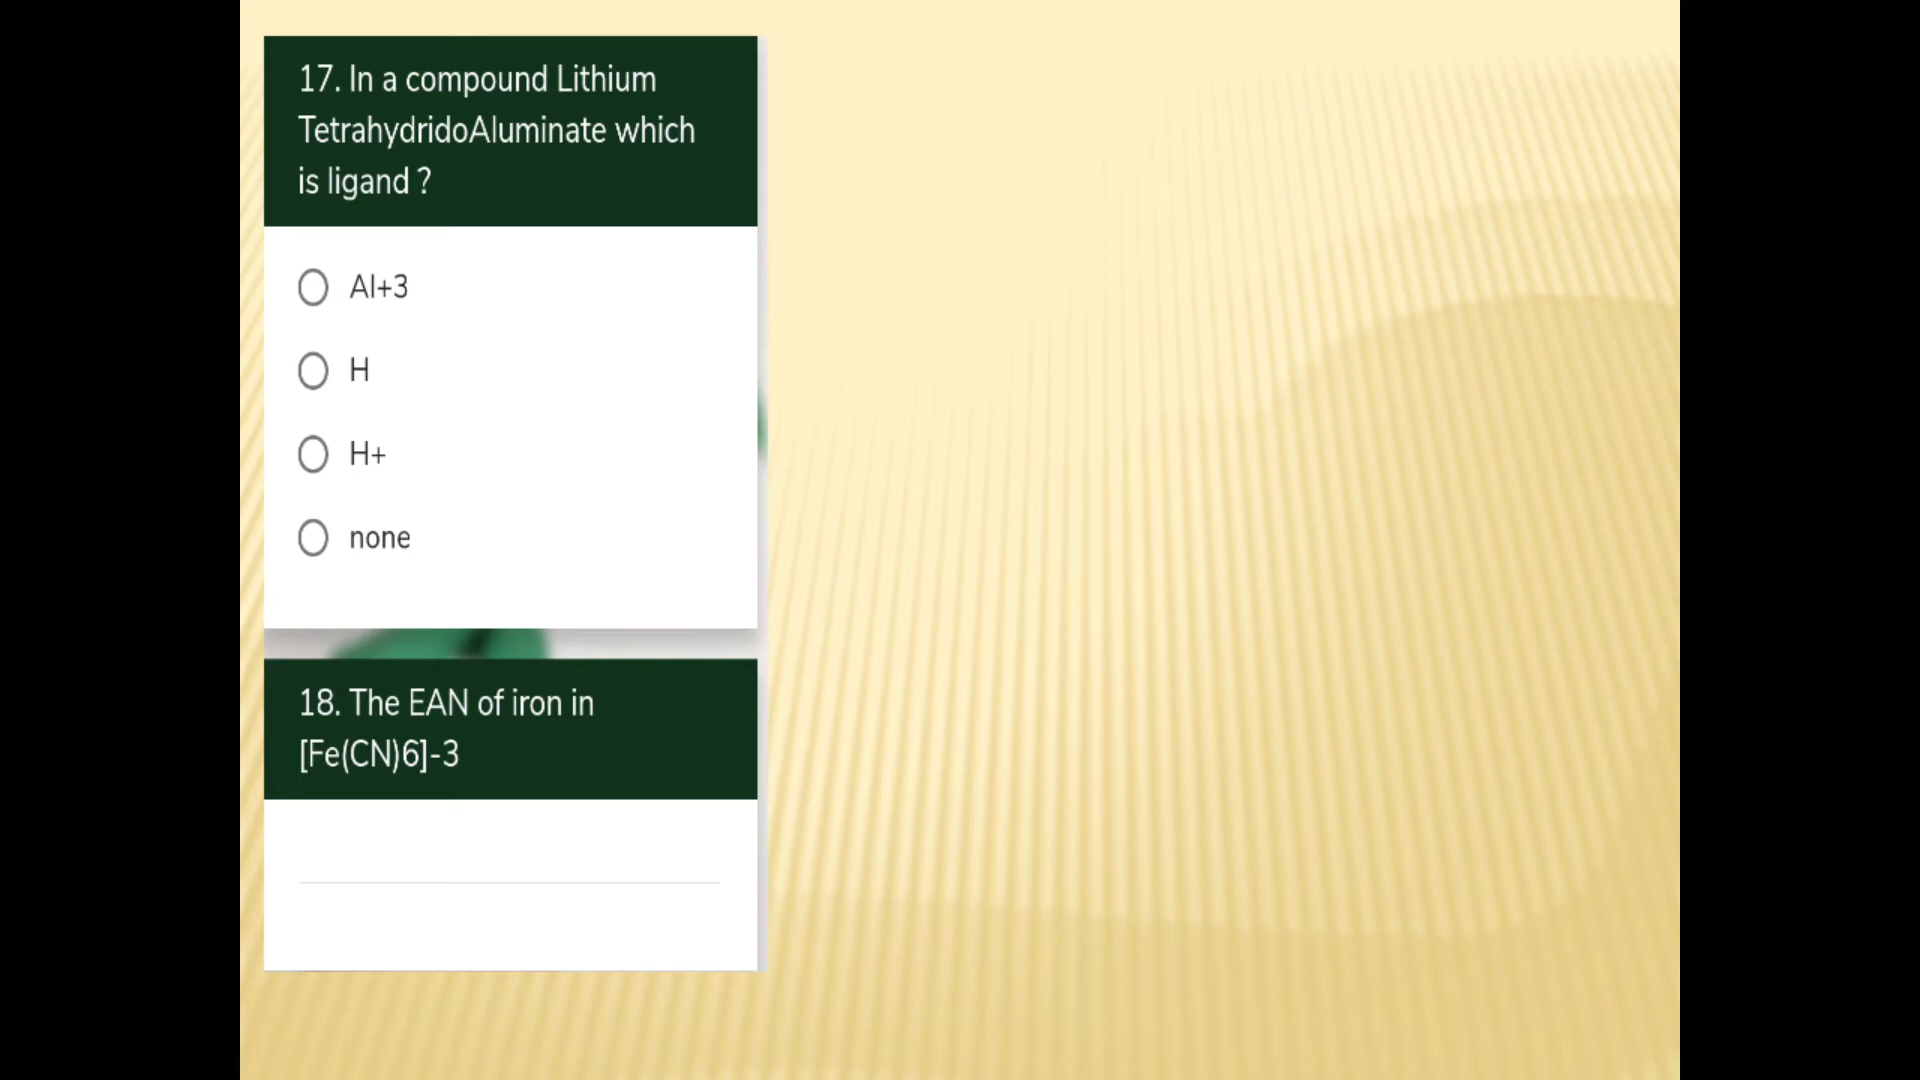 17. In a compound Lithium
TetrahydridoAluminate which
is ligand ?
Al+3
H
H+
none
18. The EAN of iron in
[Fe(CN)6]-3